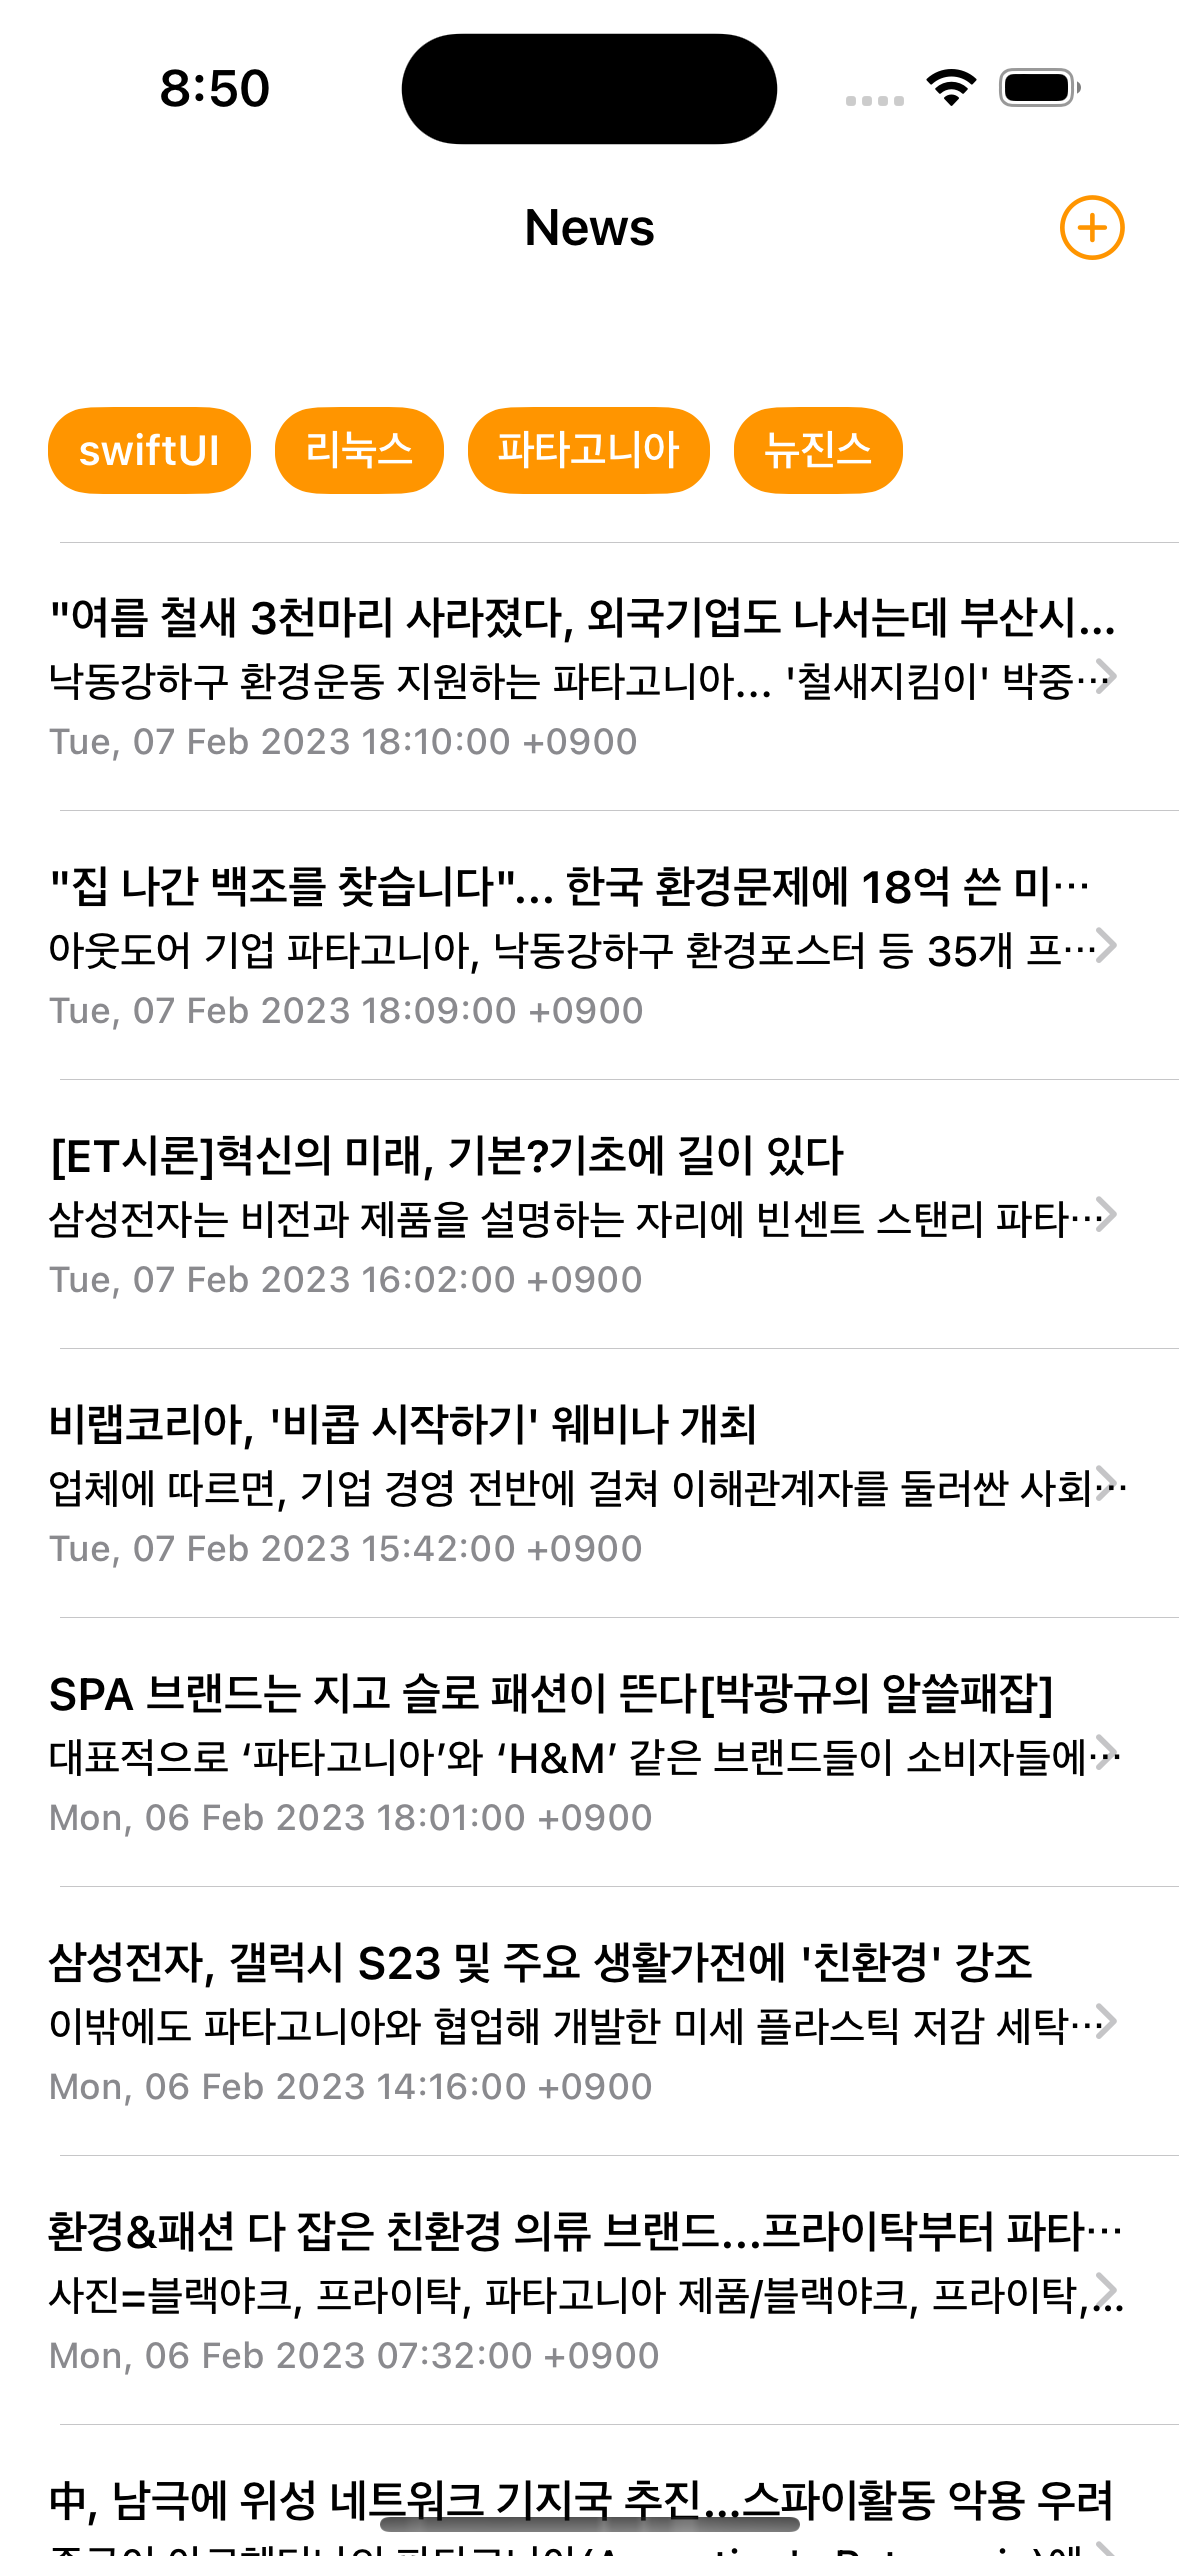 8:50
News
swiftUI 리눅스 파타고니아 뉴진스
"여름 철새 3천마리 사라졌다, 외국기업도 나서는데 부산시...
낙동강하구 환경운동 지원하는 파타고니아... '철새지킴이' 박중…
Tue, 07 Feb 2023 18:10:00 +0900
"집 나간 백조를 찾습니다"... 한국 환경문제에 18억 쓴 미…
아웃도어 기업 파타고니아, 낙동강하구 환경포스터 등 35개 프…
Tue, 07 Feb 2023 18:09:00 +0900
[ET시론]혁신의 미래, 기본?기초에 길이 있다
삼성전자는 비전과 제품을 설명하는 자리에 빈센트 스탠리 파타…
Tue, 07 Feb 2023 16:02:00 +0900
비랩코리아, '비콥 시작하기' 웨비나 개최
업체에 따르면, 기업 경영 전반에 걸쳐 이해관계자를 둘러싼 사회…
Tue, 07 Feb 2023 15:42:00 +0900
SPA 브랜드는 지고 슬로 패션이 뜬다[박광규의 알쓸패잡]
대표적으로 ‘파타고니아’와 ‘H&M’ 같은 브랜드들이 소비자들에…
Mon, 06 Feb 2023 18:01:00 +0900
삼성전자, 갤럭시 S23 및 주요 생활가전에 '친환경' 강조
이밖에도 파타고니아와 협업해 개발한 미세 플라스틱 저감 세탁…
Mon, 06 Feb 2023 14:16:00 +0900
환경&패션 다 잡은 친환경 의류 브랜드...프라이탁부터 파타…
사진=블랙야크, 프라이탁, 파타고니아 제품/블랙야크, 프라이탁,...
Mon, 06 Feb 2023 07:32:00 +0900
中, 남극에 위성 네트워크 기지국 추진...스파이활동 악용 우려